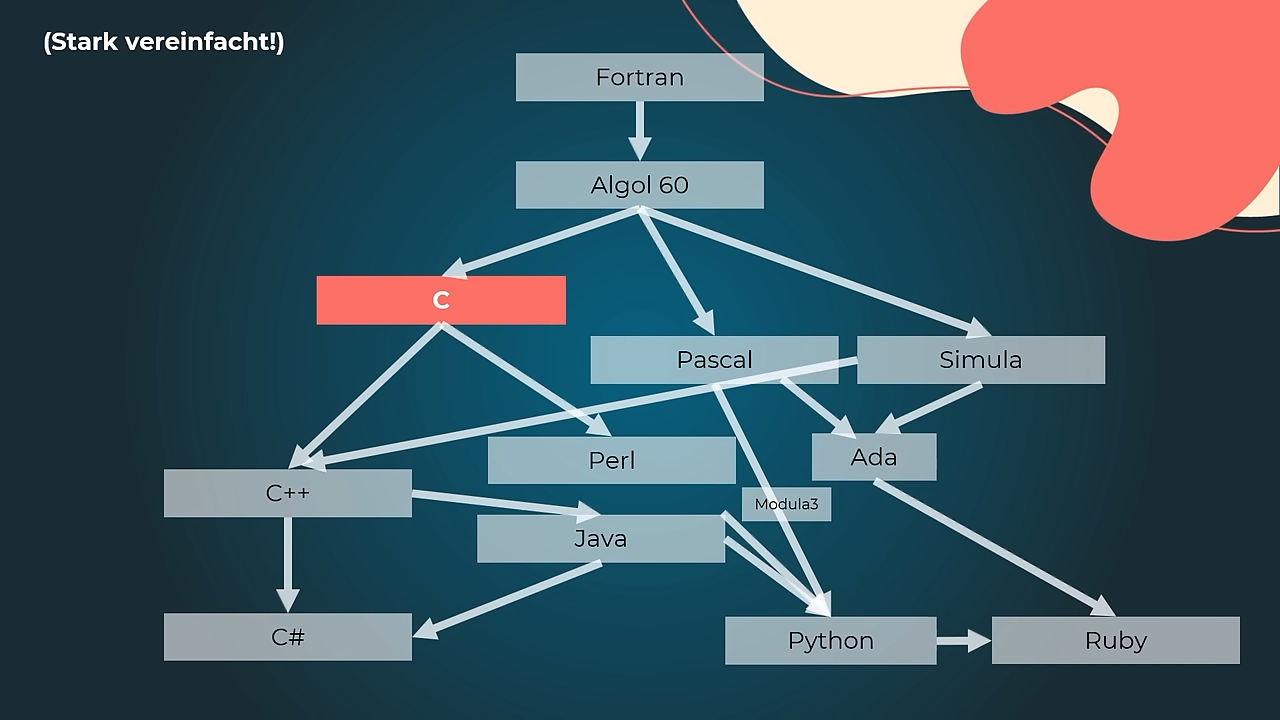 (Stark vereinfacht!)
Fortran
Algol 60
C
Pascal
Simula
Perl
Ada
C++
Modula3
Java
C#
Python
Ruby